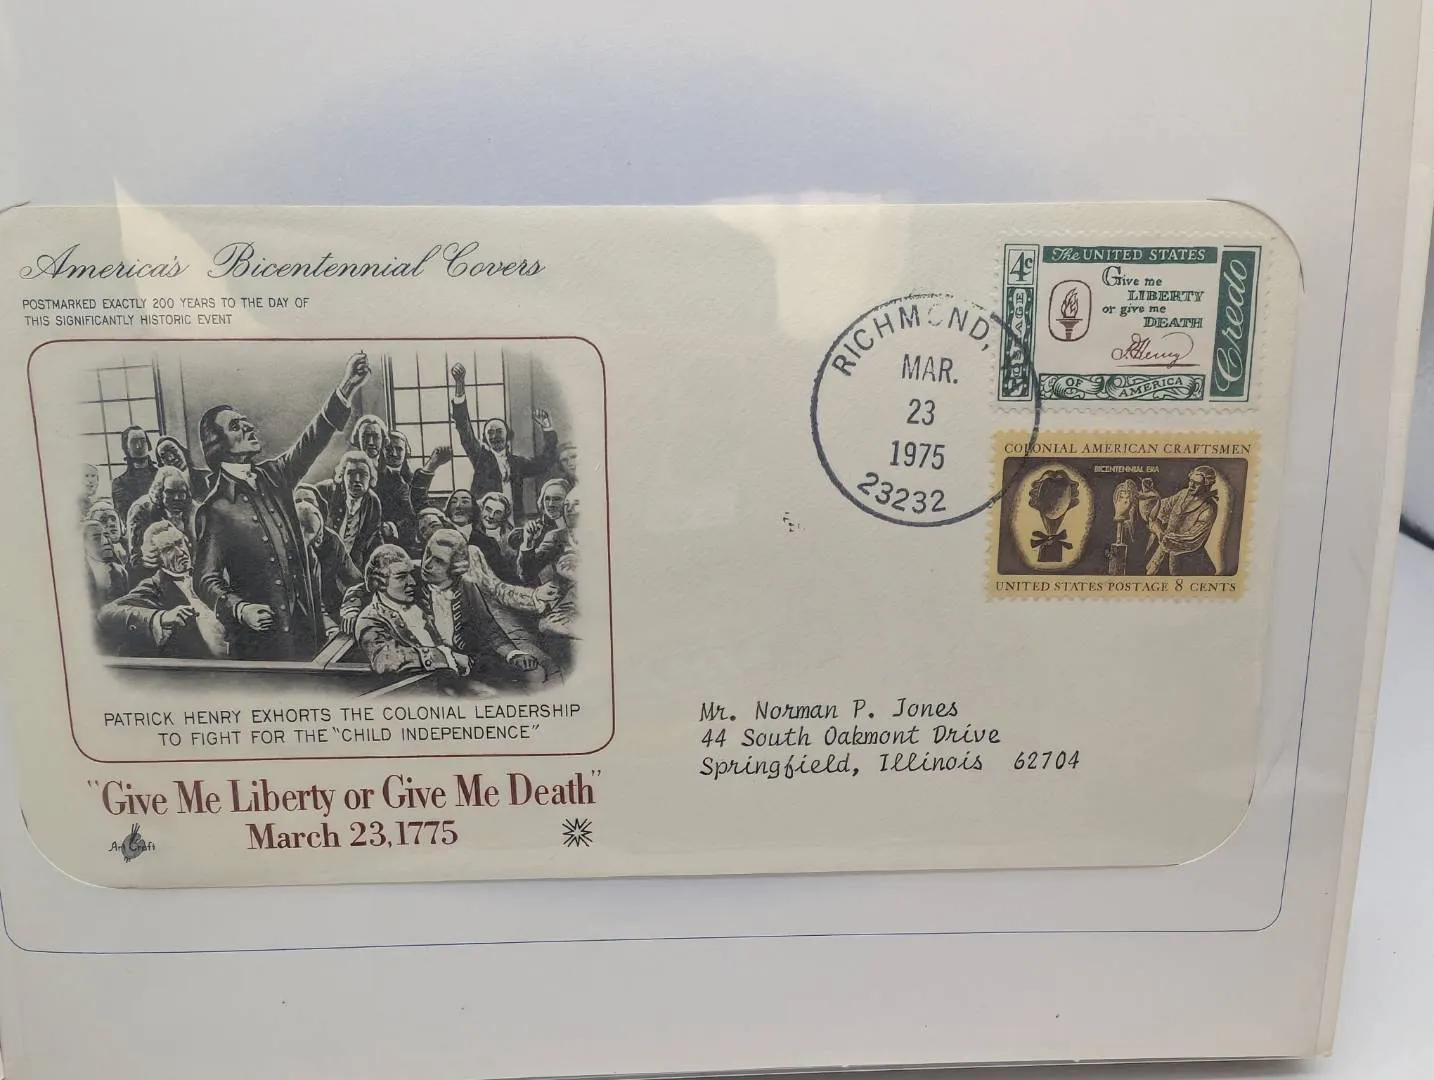 America's Bicentennial Covers
POSTMARKED EXACTLY 200 YEARS TO THE DAY OF
THIS SIGNIFICANTLY HISTORIC EVENT
PATRICK HENRY EXHORTS THE COLONIAL LEADERSHIP
TO FIGHT FOR THE "CHILD INDEPENDENCE"
"Give Me Liberty or Give Me Death"
March 23, 1775
Art Craft
RICHMOND,
MAR.
23
1975
23232
4c
POSTAGE
The UNITED STATES
Give me
LIBERTY
or give me
DEATH
P. Henry
OF AMERICA
Credo
COLONIAL AMERICAN CRAFTSMEN
BICENTENNIAL ERA
UNITED STATES POSTAGE 8 CENTS
Mr. Norman P. Jones
44 South Oakmont Drive
Springfield, Illinois 62704